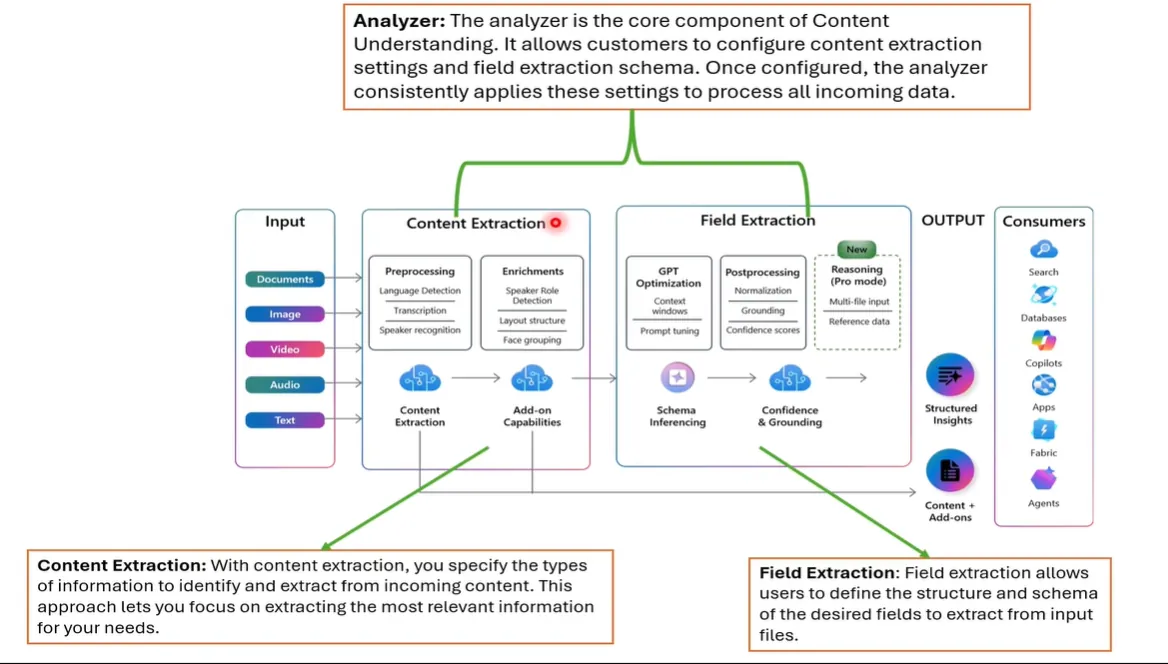 Analyzer: The analyzer is the core component of Content
Understanding. It allows customers to configure content extraction
settings and field extraction schema. Once configured, the analyzer
consistently applies these settings to process all incoming data.
Input
Documents
Image
Video
Audio
Text
Content Extraction
Preprocessing
Language Detection
Transcription
Speaker recognition
Enrichments
Speaker Role
Detection
Layout structure
Face grouping
Content
Extraction
Add-on
Capabilities
Field Extraction
GPT
Optimization
Context
windows
Prompt tuning
Postprocessing
Normalization
Grounding
Confidence scores
New
Reasoning
(Pro mode)
Multi-file input
Reference data
Schema
Inferencing
Confidence
& Grounding
OUTPUT
Structured
Insights
Content +
Add-ons
Consumers
Search
Databases
Copilots
Apps
Fabric
Agents
Content Extraction: With content extraction, you specify the types
of information to identify and extract from incoming content. This
approach lets you focus on extracting the most relevant information
for your needs.
Field Extraction: Field extraction allows
users to define the structure and schema
of the desired fields to extract from input
files.